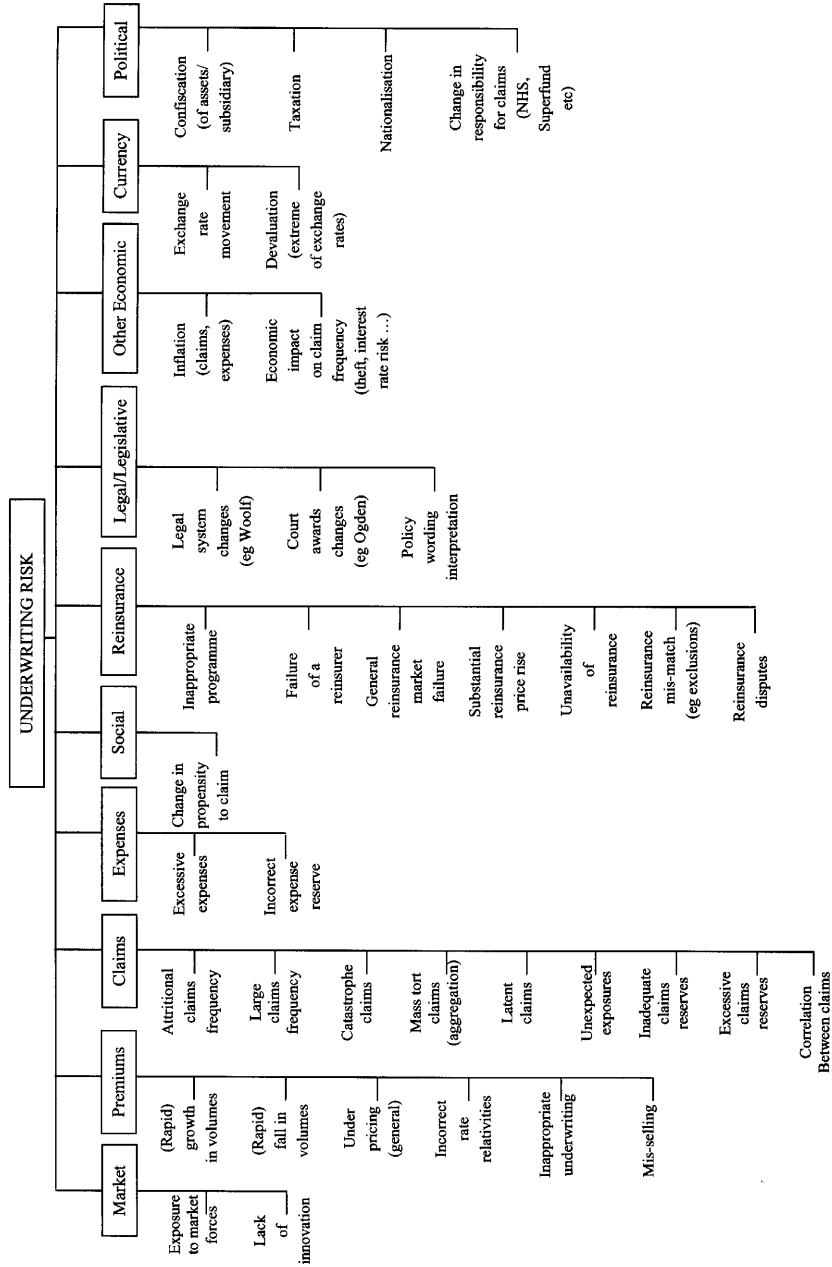 UNDERWRITING RISK
Market
Exposure
to market
forces
Lack
of
innovation
Premiums
(Rapid)
growth
in volumes
(Rapid)
fall in
volumes
Under
pricing
(general)
Incorrect
rate
relativities
Inappropriate
underwriting
Mis-selling
Claims
Attritional
claims
frequency
Large
claims
frequency
Catastrophe
claims
Mass tort
claims
(aggregation)
Latent
claims
Unexpected
exposures
Inadequate
claims
reserves
Excessive
claims
reserves
Correlation
Between claims
Expenses
Excessive
expenses
Incorrect
expense
reserve
Social
Change in
propensity
to claim
Reinsurance
Inappropriate
programme
Failure
of a
reinsurer
General
reinsurance
market
failure
Substantial
reinsurance
price rise
Unavailability
of
reinsurance
Reinsurance
mis-match
(eg exclusions)
Reinsurance
disputes
Legal/Legislative
Legal
system
changes
(eg Woolf)
Court
awards
changes
(eg Ogden)
Policy
wording
interpretation
Other Economic
Inflation
(claims,
expenses)
Economic
impact
on claim
frequency
(theft, interest
rate risk ...)
Currency
Exchange
rate
movement
Devaluation
(extreme
of exchange
rates)
Political
Confiscation
(of assets/
subsidiary)
Taxation
Nationalisation
Change in
responsibility
for claims
(NHS,
Superfund
etc)